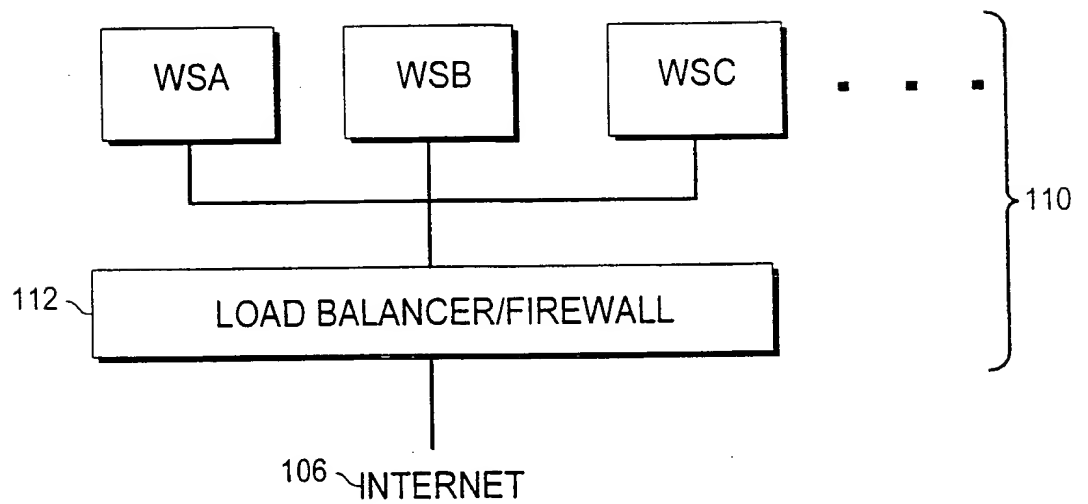 WSA WSB WSC
110
112 LOAD BALANCER/FIREWALL
106 INTERNET